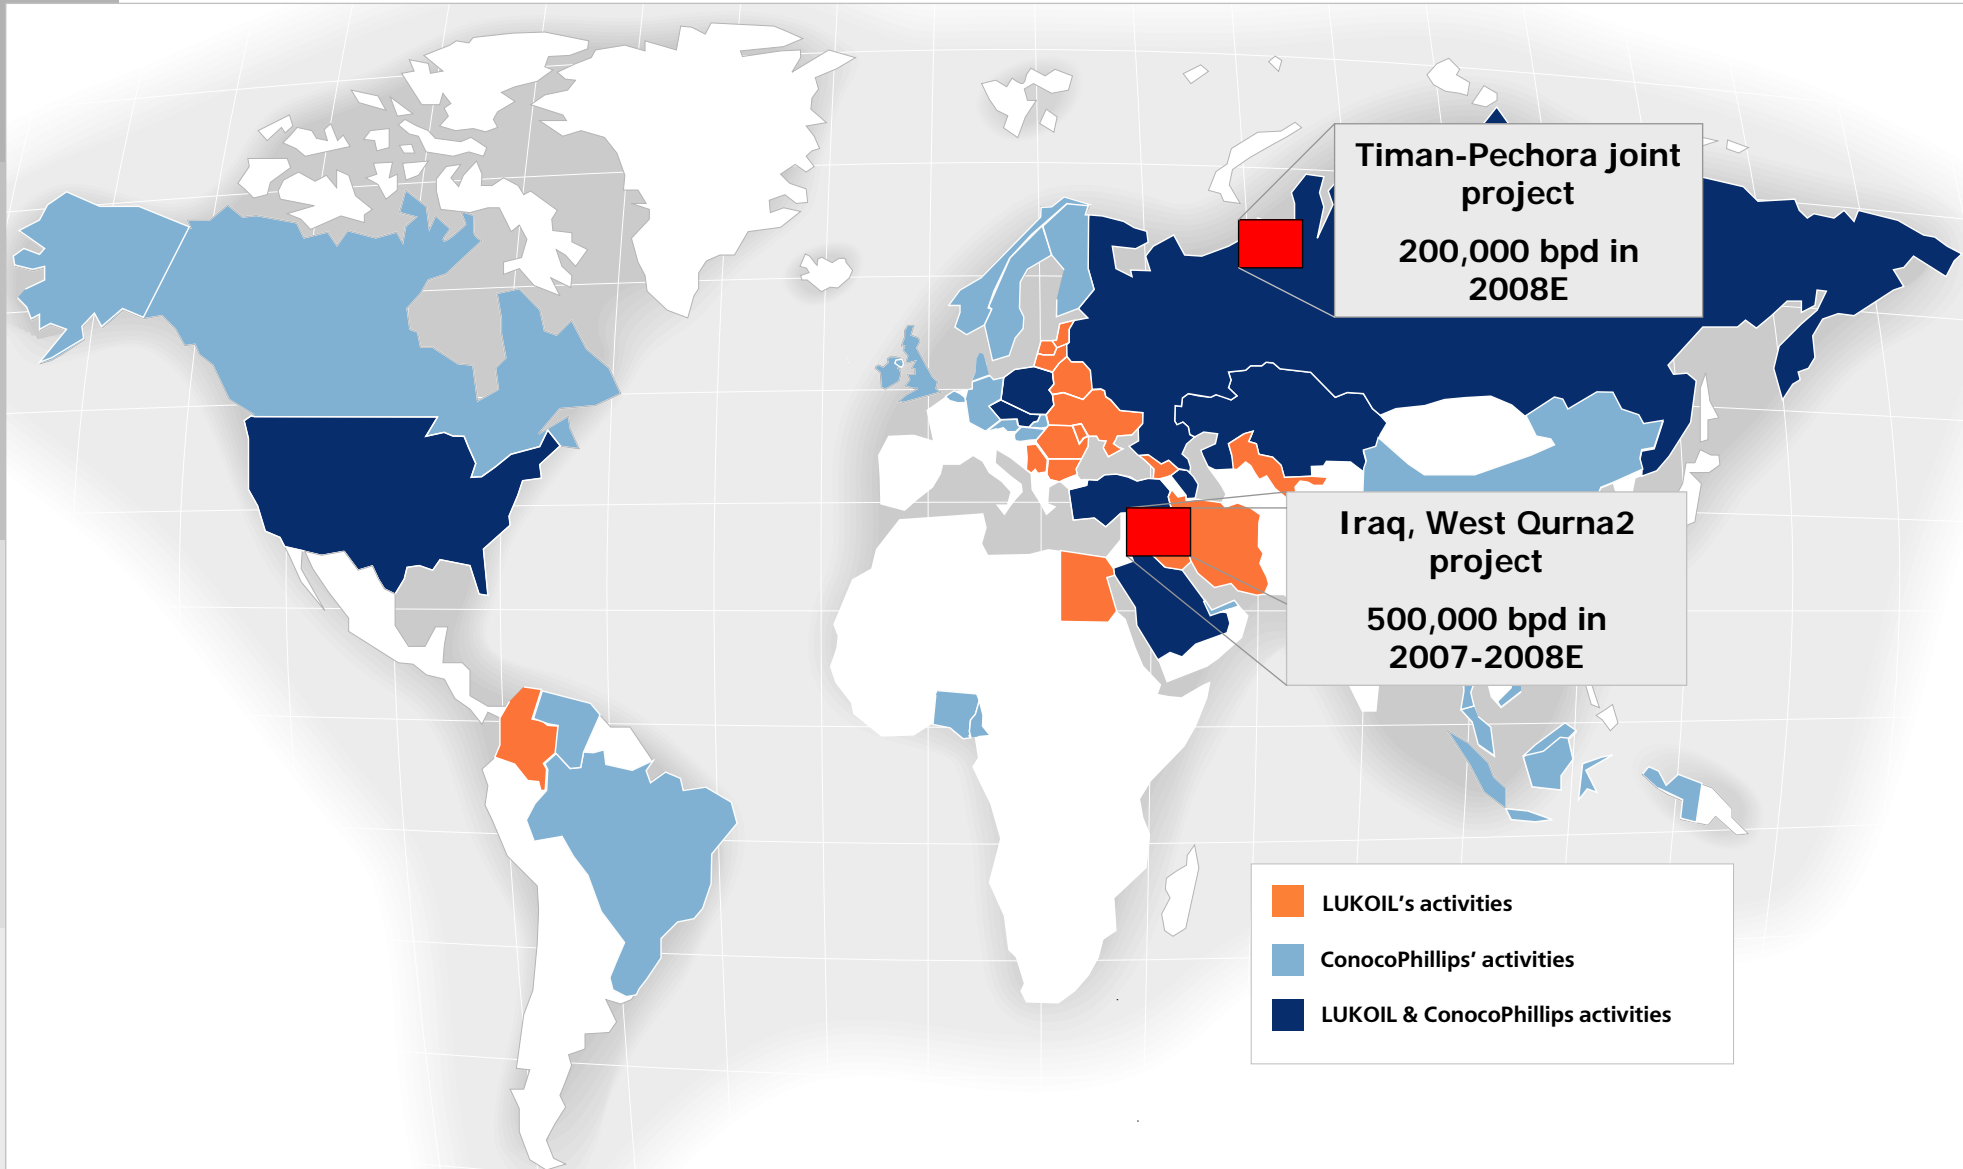 Timan-Pechora joint
project
200,000 bpd in
2008E
Iraq, West Qurna2
project
500,000 bpd in
2007-2008E
LUKOIL's activities
ConocoPhillips' activities
LUKOIL & ConocoPhillips activities